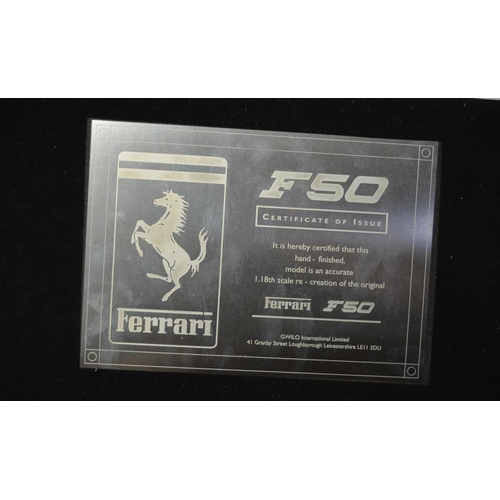 Ferrari
F50
CERTIFICATE OF ISSUE
It is hereby certified that this
hand - finished,
model is an accurate
1.18th scale re - creation of the original
Ferrari F50
GWILO International Limited
41 Granby Street Loughborough Leicestershire LE11 3DU